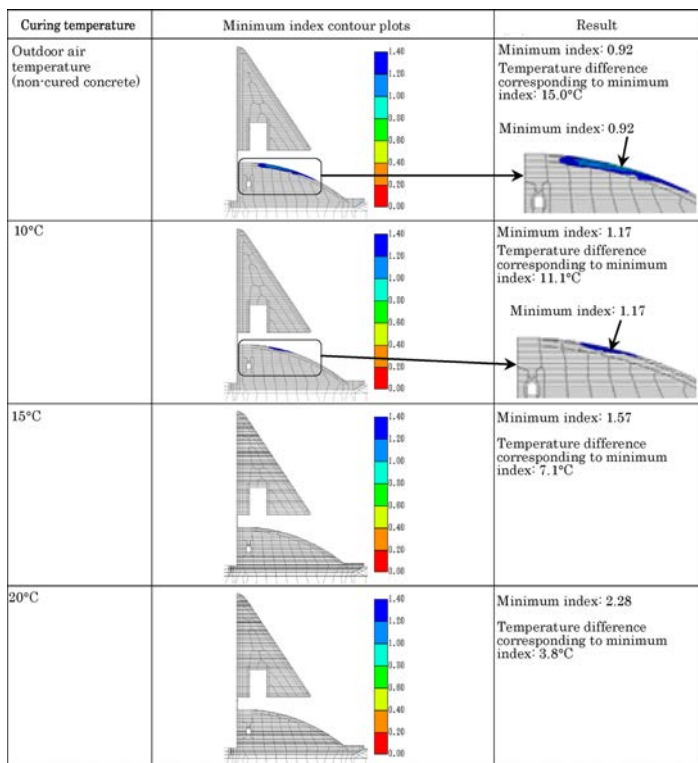 Curing temperature
Minimum index contour plots
Result
Outdoor air
temperature
(non-cured concrete)
1.40
1.20
1.00
0.80
0.60
0.40
0.20
0.00
Minimum index: 0.92
Temperature difference
corresponding to minimum
index: 15.0°C
Minimum index: 0.92
10°C
1.40
1.20
1.00
0.80
0.60
0.40
0.20
0.00
Minimum index: 1.17
Temperature difference
corresponding to minimum
index: 11.1°C
Minimum index: 1.17
15°C
1.40
1.20
1.00
0.80
0.60
0.40
0.20
0.00
Minimum index: 1.57
Temperature difference
corresponding to minimum
index: 7.1°C
20°C
1.40
1.20
1.00
0.80
0.60
0.40
0.20
0.00
Minimum index: 2.28
Temperature difference
corresponding to minimum
index: 3.8°C